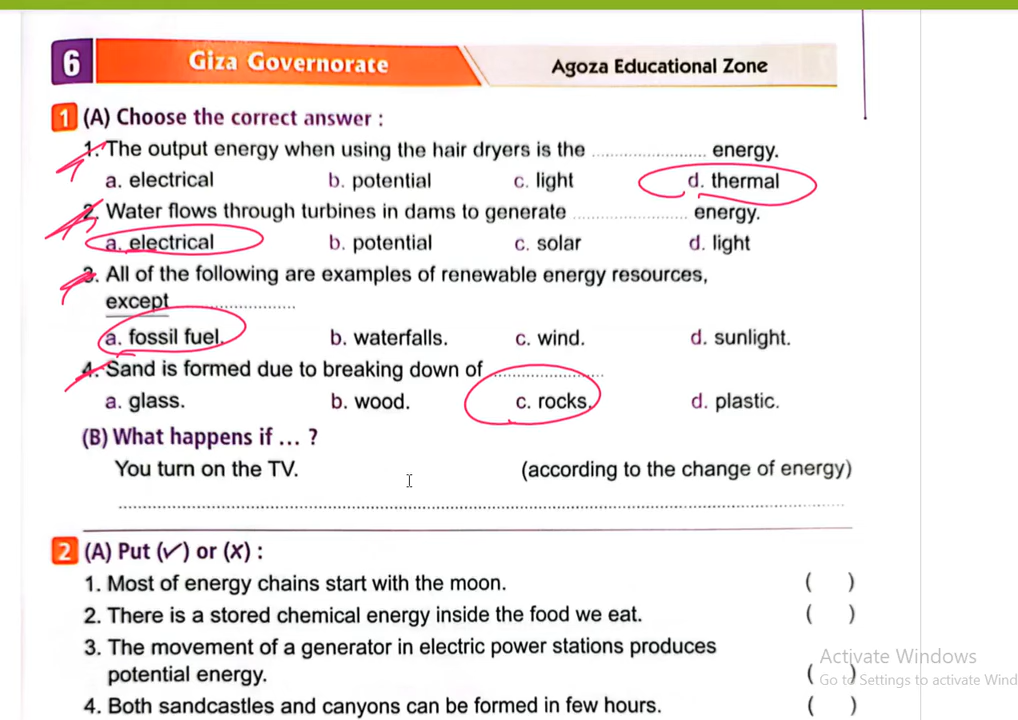 6 Giza Governorate Agoza Educational Zone
1 (A) Choose the correct answer :
1. The output energy when using the hair dryers is the ........................ energy.
a. electrical b. potential c. light d. thermal
2. Water flows through turbines in dams to generate ........................ energy.
a. electrical b. potential c. solar d. light
3. All of the following are examples of renewable energy resources,
except ........................
a. fossil fuel. b. waterfalls. c. wind. d. sunlight.
4. Sand is formed due to breaking down of ........................
a. glass. b. wood. c. rocks. d. plastic.
(B) What happens if ... ?
You turn on the TV. (according to the change of energy)
2 (A) Put (✓) or (X) :
1. Most of energy chains start with the moon. ( )
2. There is a stored chemical energy inside the food we eat. ( )
3. The movement of a generator in electric power stations produces
potential energy. ( )
4. Both sandcastles and canyons can be formed in few hours. ( )
Activate Windows
Go to Settings to activate Wind